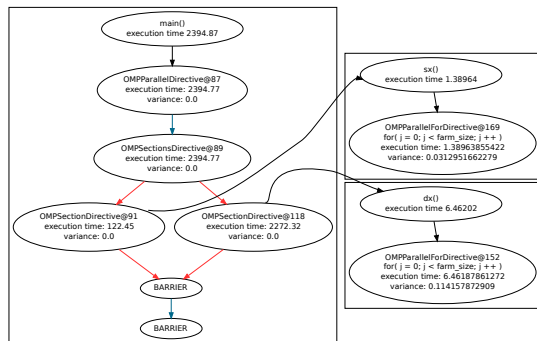 main()
execution time 2394.87
OMPParallelDirective@87
execution time: 2394.77
variance: 0.0
OMPSectionsDirective@89
execution time: 2394.77
variance: 0.0
OMPSectionDirective@91
execution time: 122.45
variance: 0.0
OMPSectionDirective@118
execution time: 2272.32
variance: 0.0
BARRIER
BARRIER
sx()
execution time 1.38964
OMPParallelForDirective@169
for( j = 0; j < farm_size; j ++ )
execution time: 1.38963855422
variance: 0.0312951662279
dx()
execution time 6.46202
OMPParallelForDirective@152
for( j = 0; j < farm_size; j ++ )
execution time: 6.46187861272
variance: 0.114157872909